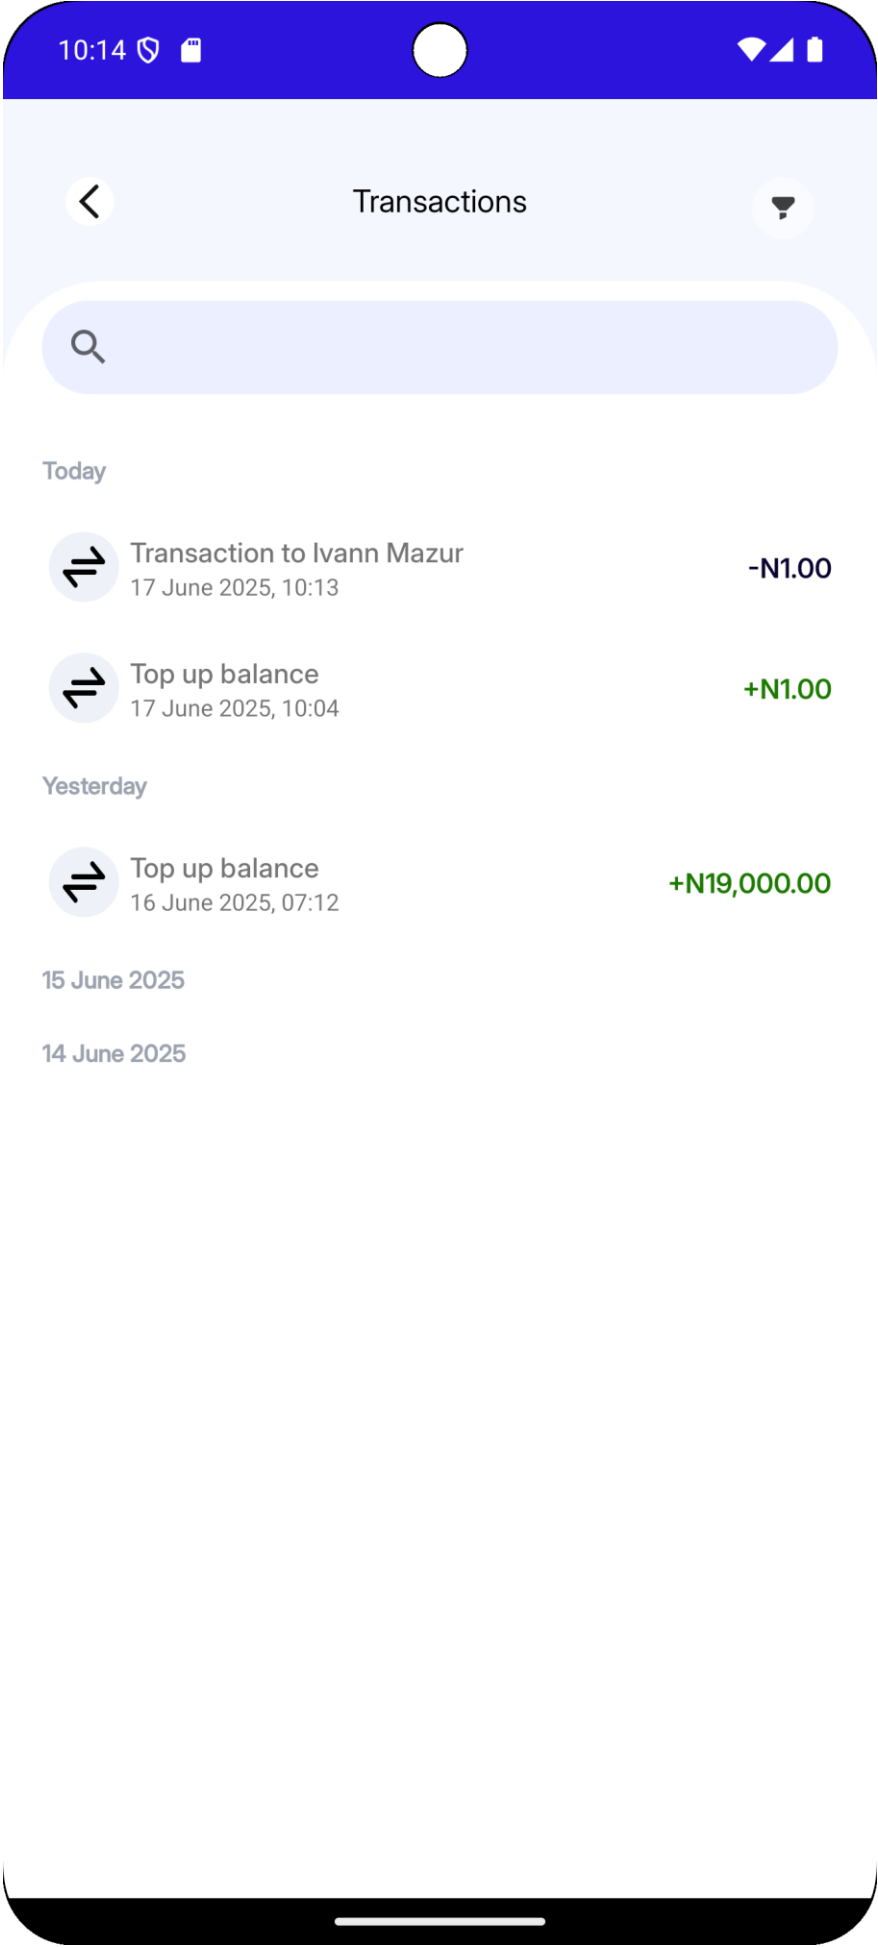 10:14
Transactions
Today
Transaction to Ivann Mazur
17 June 2025, 10:13
-N1.00
Top up balance
17 June 2025, 10:04
+N1.00
Yesterday
Top up balance
16 June 2025, 07:12
+N19,000.00
15 June 2025
14 June 2025